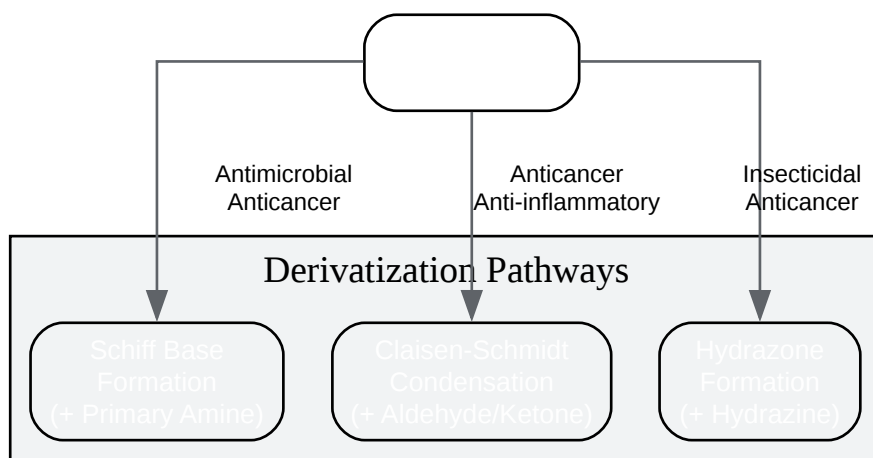 Antimicrobial
Anticancer
Anticancer
Anti-inflammatory
Insecticidal
Anticancer
Derivatization Pathways
Schiff Base
Formation
(+ Primary Amine)
Claisen-Schmidt
Condensation
(+ Aldehyde/Ketone)
Hydrazone
Formation
(+ Hydrazine)